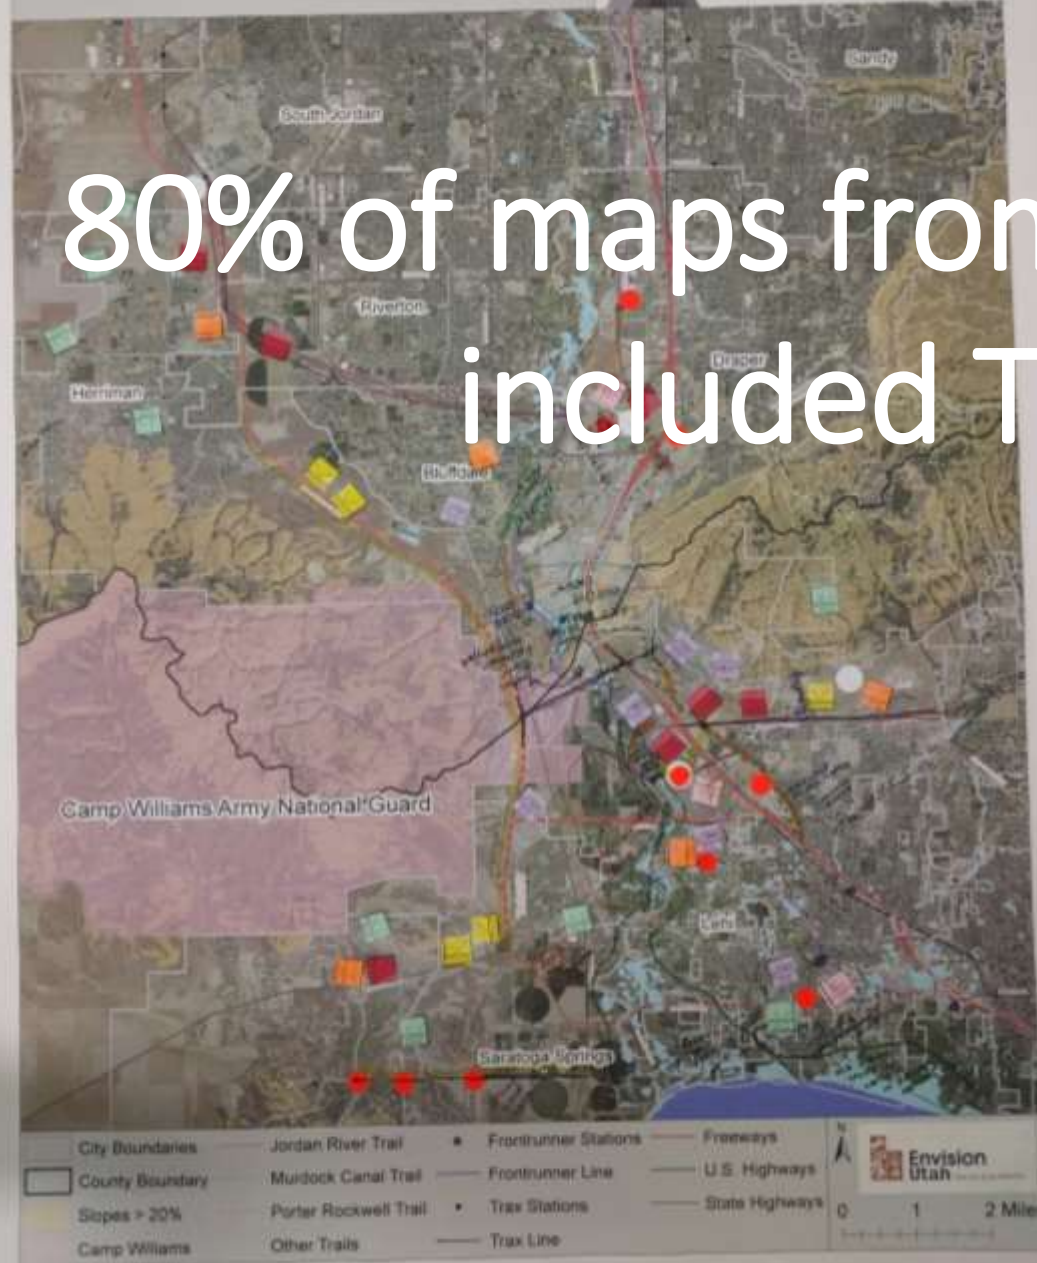 Sandy
South Jordan
80% of maps from
Riverton
included T
Draper
Herriman
Bluffdale
Camp Williams Army National Guard
Lehi
Saratoga Springs
City Boundaries
County Boundary
Slopes > 20%
Camp Williams
Jordan River Trail
Murdock Canal Trail
Porter Rockwell Trail
Other Trails
Frontrunner Stations
Frontrunner Line
Trax Stations
Trax Line
Freeways
U.S. Highways
State Highways
N
Envision
Utah
0 1 2 Mile